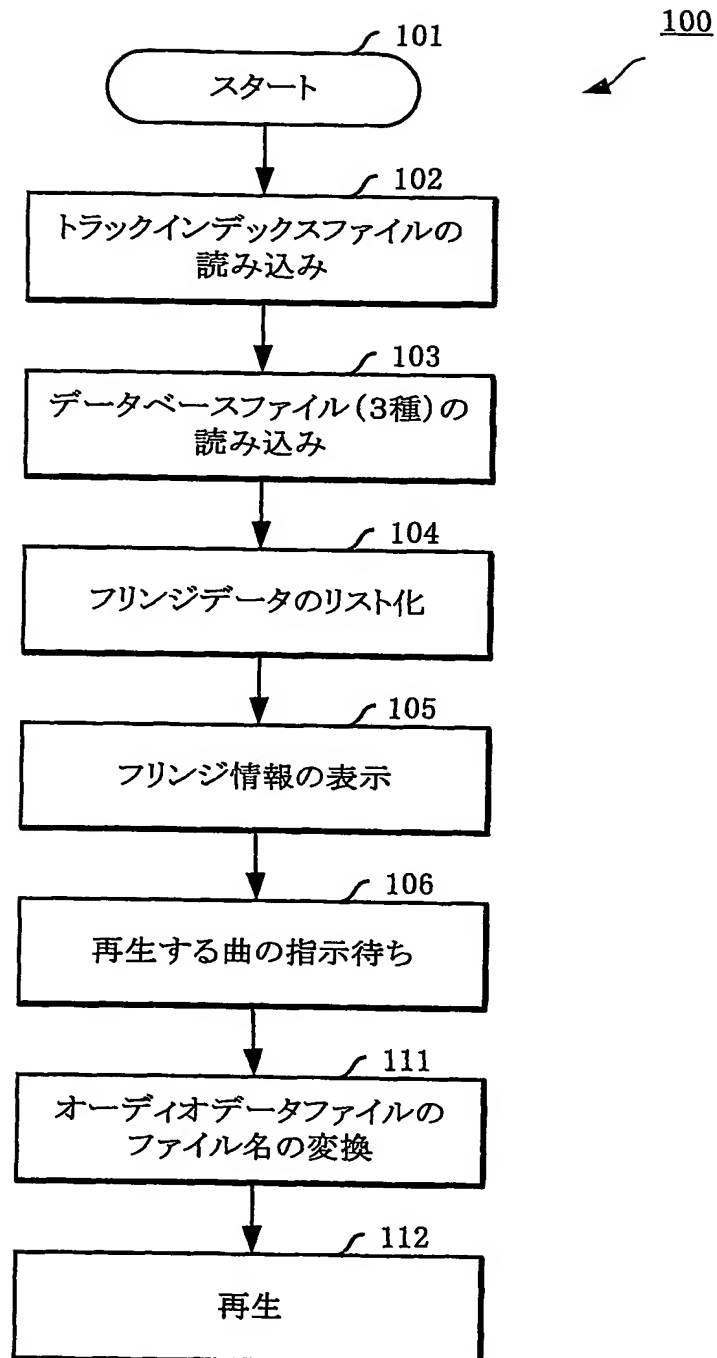 100
101
スタート
102
トラックインデックスファイルの
読み込み
103
データベースファイル(3種)の
読み込み
104
フリンジデータのリスト化
105
フリンジ情報の表示
106
再生する曲の指示待ち
111
オーディオデータファイルの
ファイル名の変換
112
再生